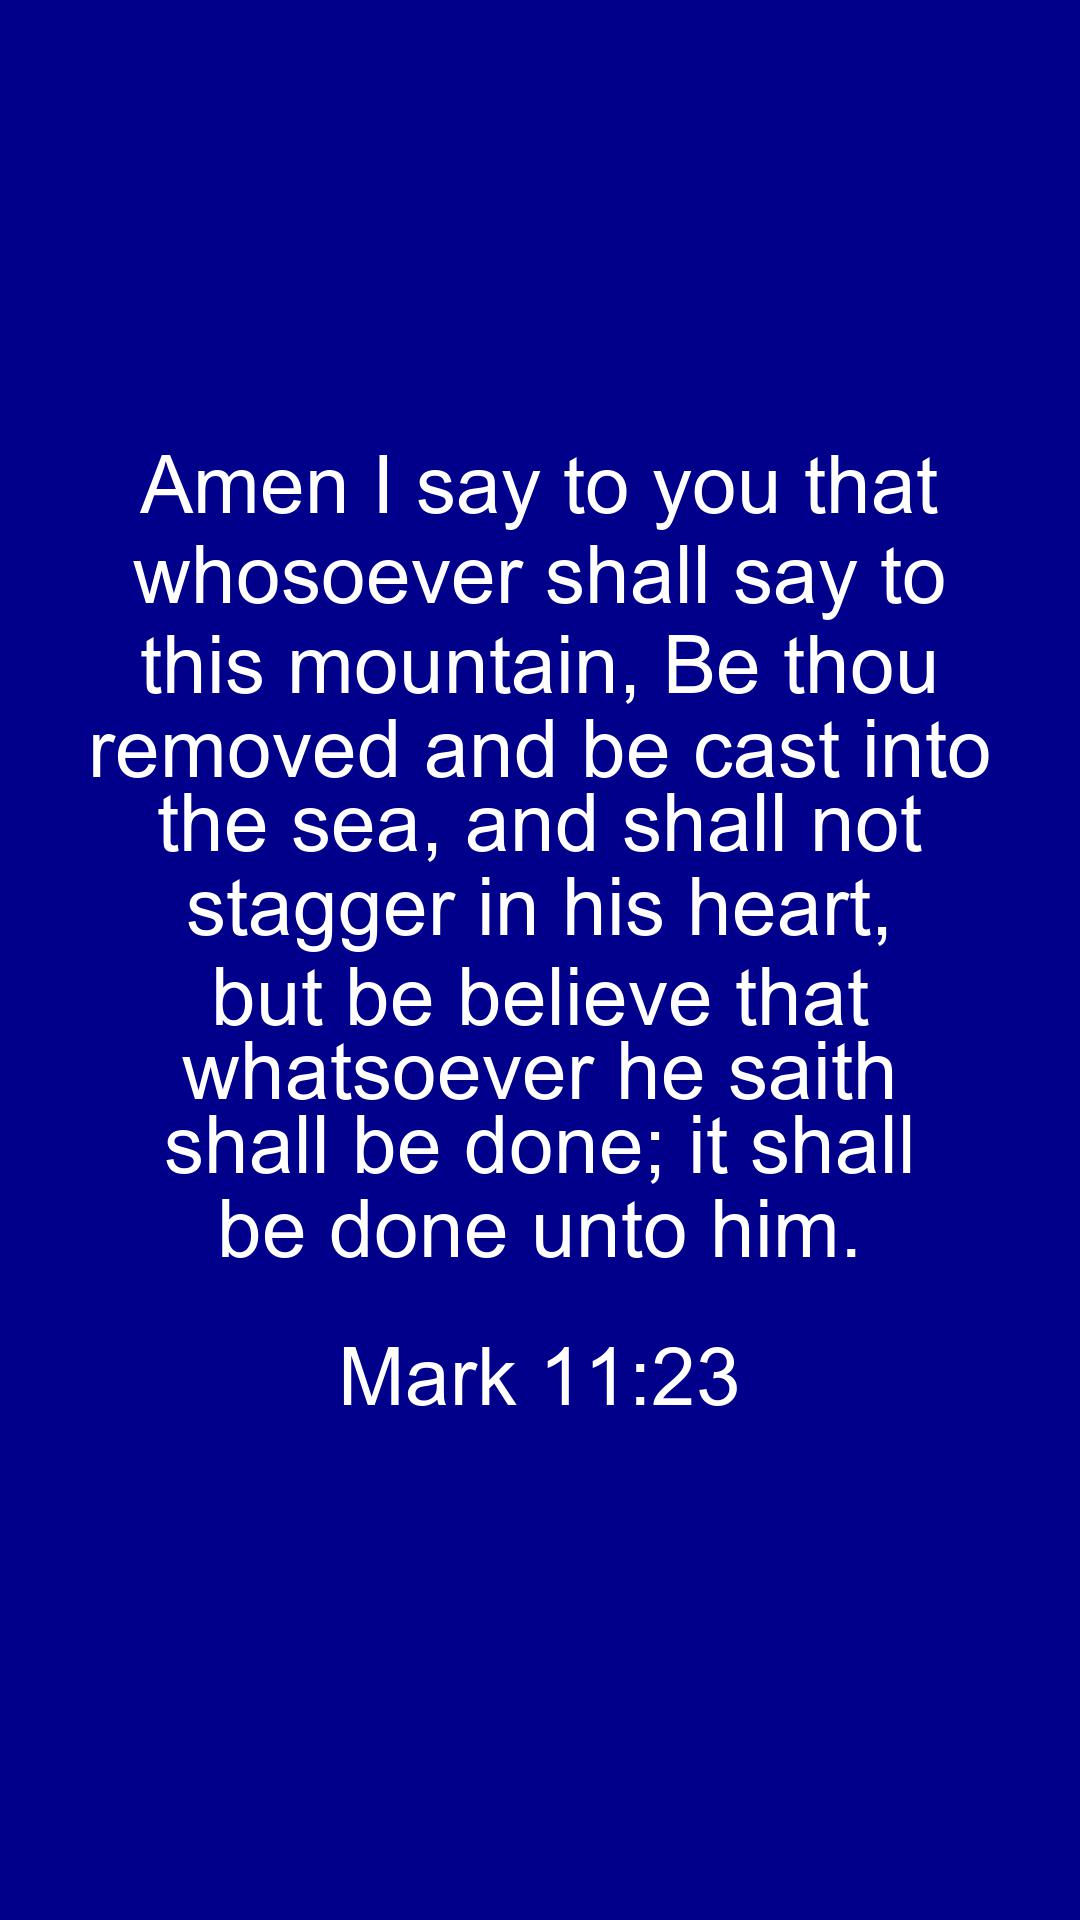 Amen I say to you that
whosoever shall say to
this mountain, Be thou
removed and be cast into
the sea, and shall not
stagger in his heart,
but be believe that
whatsoever he saith
shall be done; it shall
be done unto him.
Mark 11:23